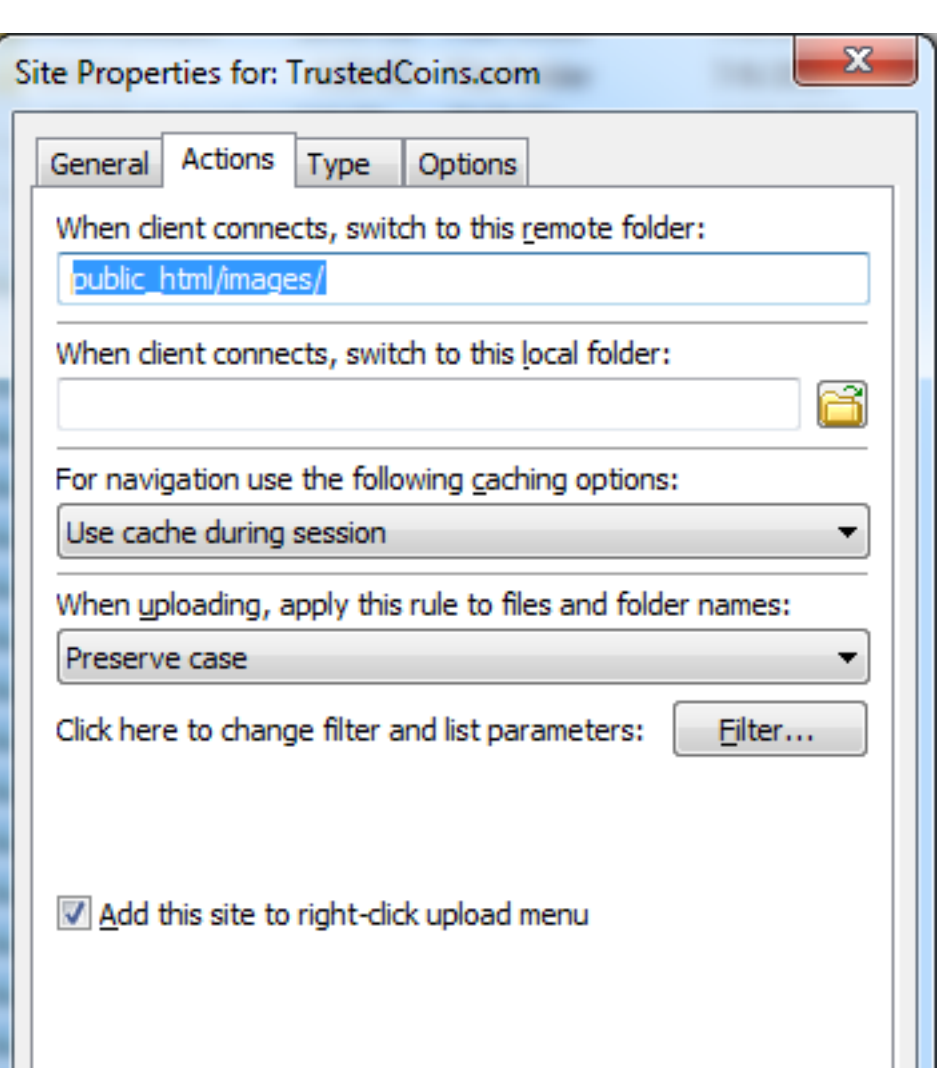 Site Properties for: TrustedCoins.com
General Actions Type Options
When client connects, switch to this remote folder:
public_html/images/
When client connects, switch to this local folder:
For navigation use the following caching options:
Use cache during session
When uploading, apply this rule to files and folder names:
Preserve case
Click here to change filter and list parameters: Filter...
Add this site to right-click upload menu